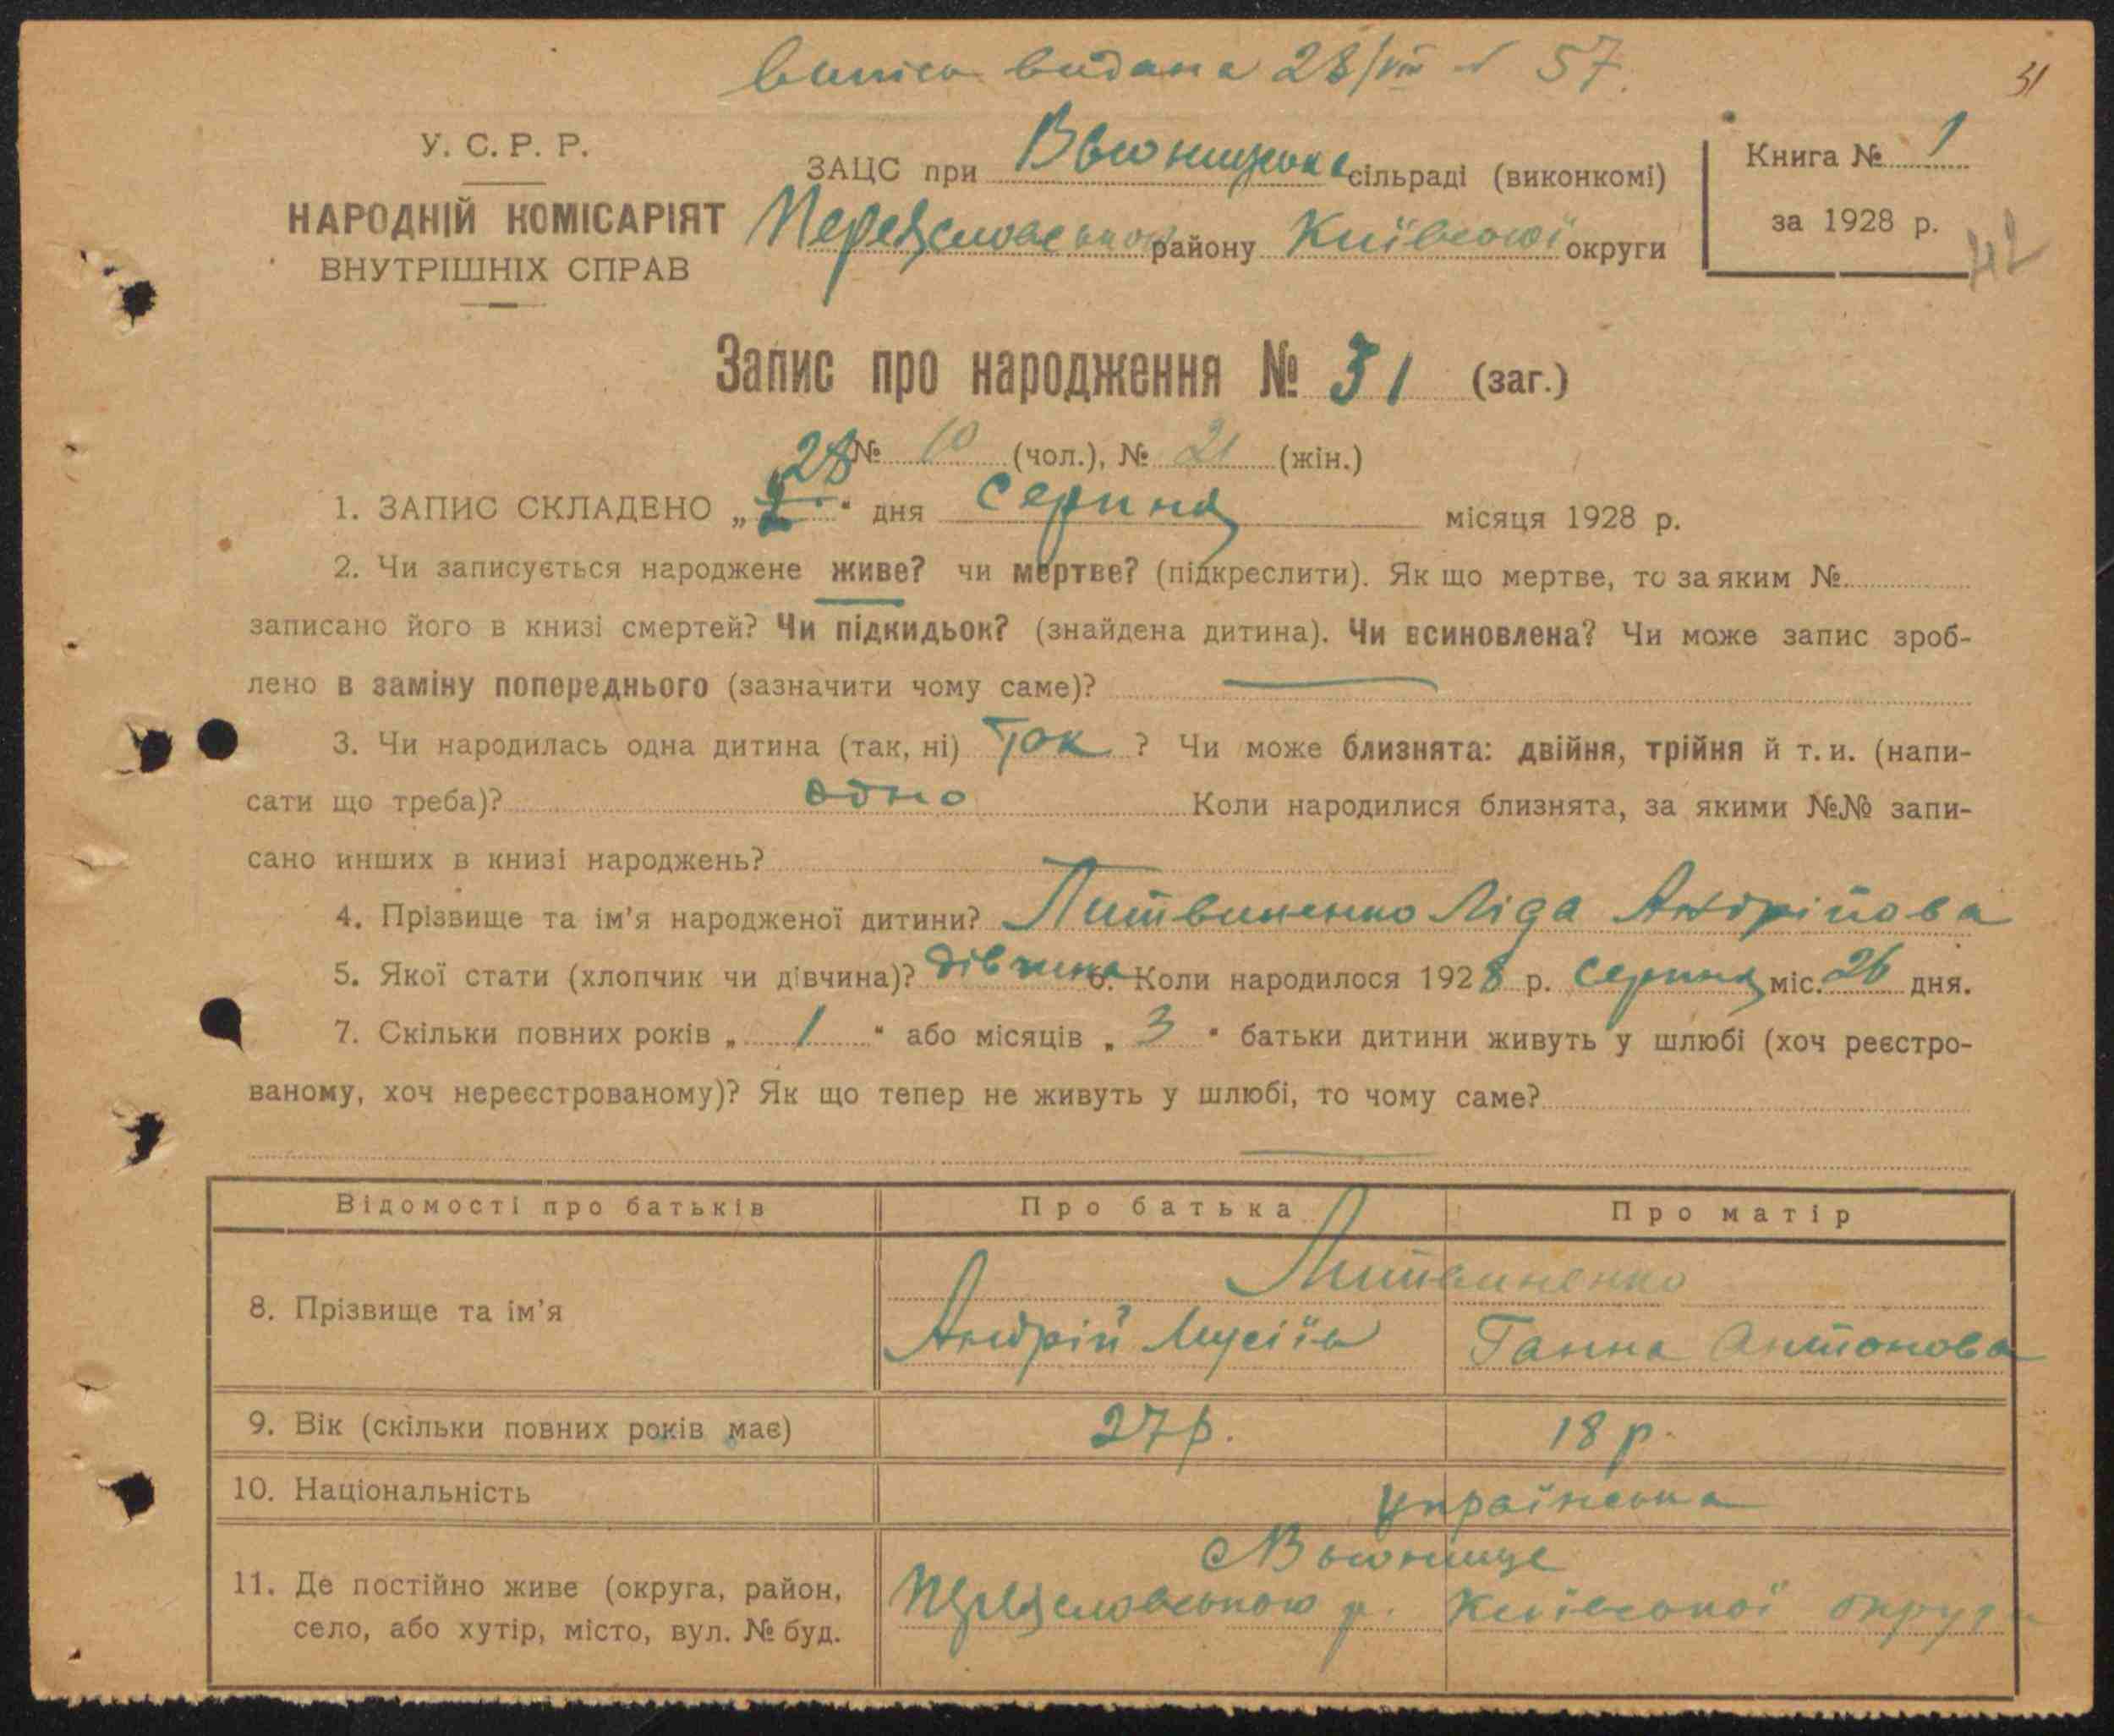 випись видана 28/VIII № 57.
31
У. С. Р. Р.
НАРОДНІЙ КОМІСАРІЯТ
ВНУТРІШНІХ СПРАВ
ЗАЦС при сільраді (виконкомі)
району Київської округи
Книга № 1
за 1928 р.
42
Запис про народження № 31 (заг.)
№ 10 (чол.), № 21 (жін.)
28
1. ЗАПИС СКЛАДЕНО „2“ дня серпня місяця 1928 р.
2. Чи записується народжене живе? чи мертве? (підкреслити). Як що мертве, то за яким №
записано його в книзі смертей? Чи підкидьок? (знайдена дитина). Чи всиновлена? Чи може запис зроб-
лено в заміну попереднього (зазначити чому саме)?
3. Чи народилась одна дитина (так, ні) Так ? Чи може близнята: двійня, трійня й т. и. (напи-
сати що треба)? одно Коли народилися близнята, за якими №№ запи-
сано инших в книзі народжень?
4. Прізвище та ім'я народженої дитини? Литвиненко Ліда Андрійова
5. Якої стати (хлопчик чи дівчина)? дівчина 6. Коли народилося 1928 р. серпня міс. 26 дня.
7. Скільки повних років „ 1 “ або місяців „ 3 “ батьки дитини живуть у шлюбі (хоч реєстро-
ваному, хоч нереєстрованому)? Як що тепер не живуть у шлюбі, то чому саме?
Відомості про батьків Про батька Про матір
Литвиненко
8. Прізвище та ім'я Андрій Мусіїв Ганна Антонова
9. Вік (скільки повних років має) 27 р. 18 р.
10. Національність українська
11. Де постійно живе (округа, район, село, або хутір, місто, вул. № буд. р. Київської округи